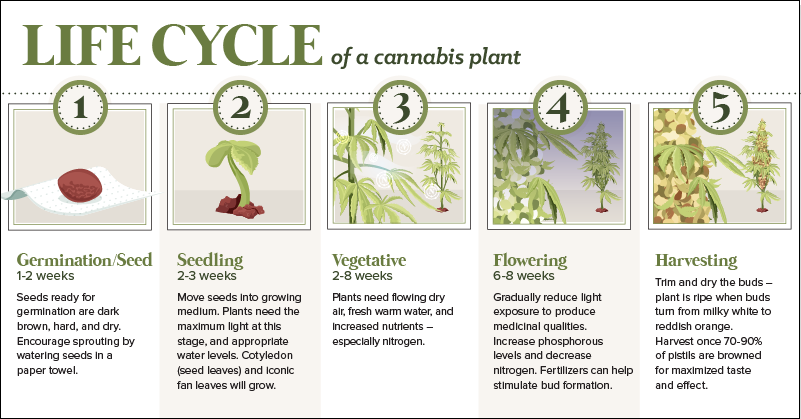 LIFE CYCLE of a cannabis plant
1
2
3
4
5
Germination/Seed
1-2 weeks
Seeds ready for
germination are dark
brown, hard, and dry.
Encourage sprouting by
watering seeds in a
paper towel.
Seedling
2-3 weeks
Move seeds into growing
medium. Plants need the
maximum light at this
stage, and appropriate
water levels. Cotyledon
(seed leaves) and iconic
fan leaves will grow.
Vegetative
2-8 weeks
Plants need flowing dry
air, fresh warm water, and
increased nutrients –
especially nitrogen.
Flowering
6-8 weeks
Gradually reduce light
exposure to produce
medicinal qualities.
Increase phosphorous
levels and decrease
nitrogen. Fertilizers can help
stimulate bud formation.
Harvesting
Trim and dry the buds –
plant is ripe when buds
turn from milky white to
reddish orange.
Harvest once 70-90%
of pistils are browned
for maximized taste
and effect.